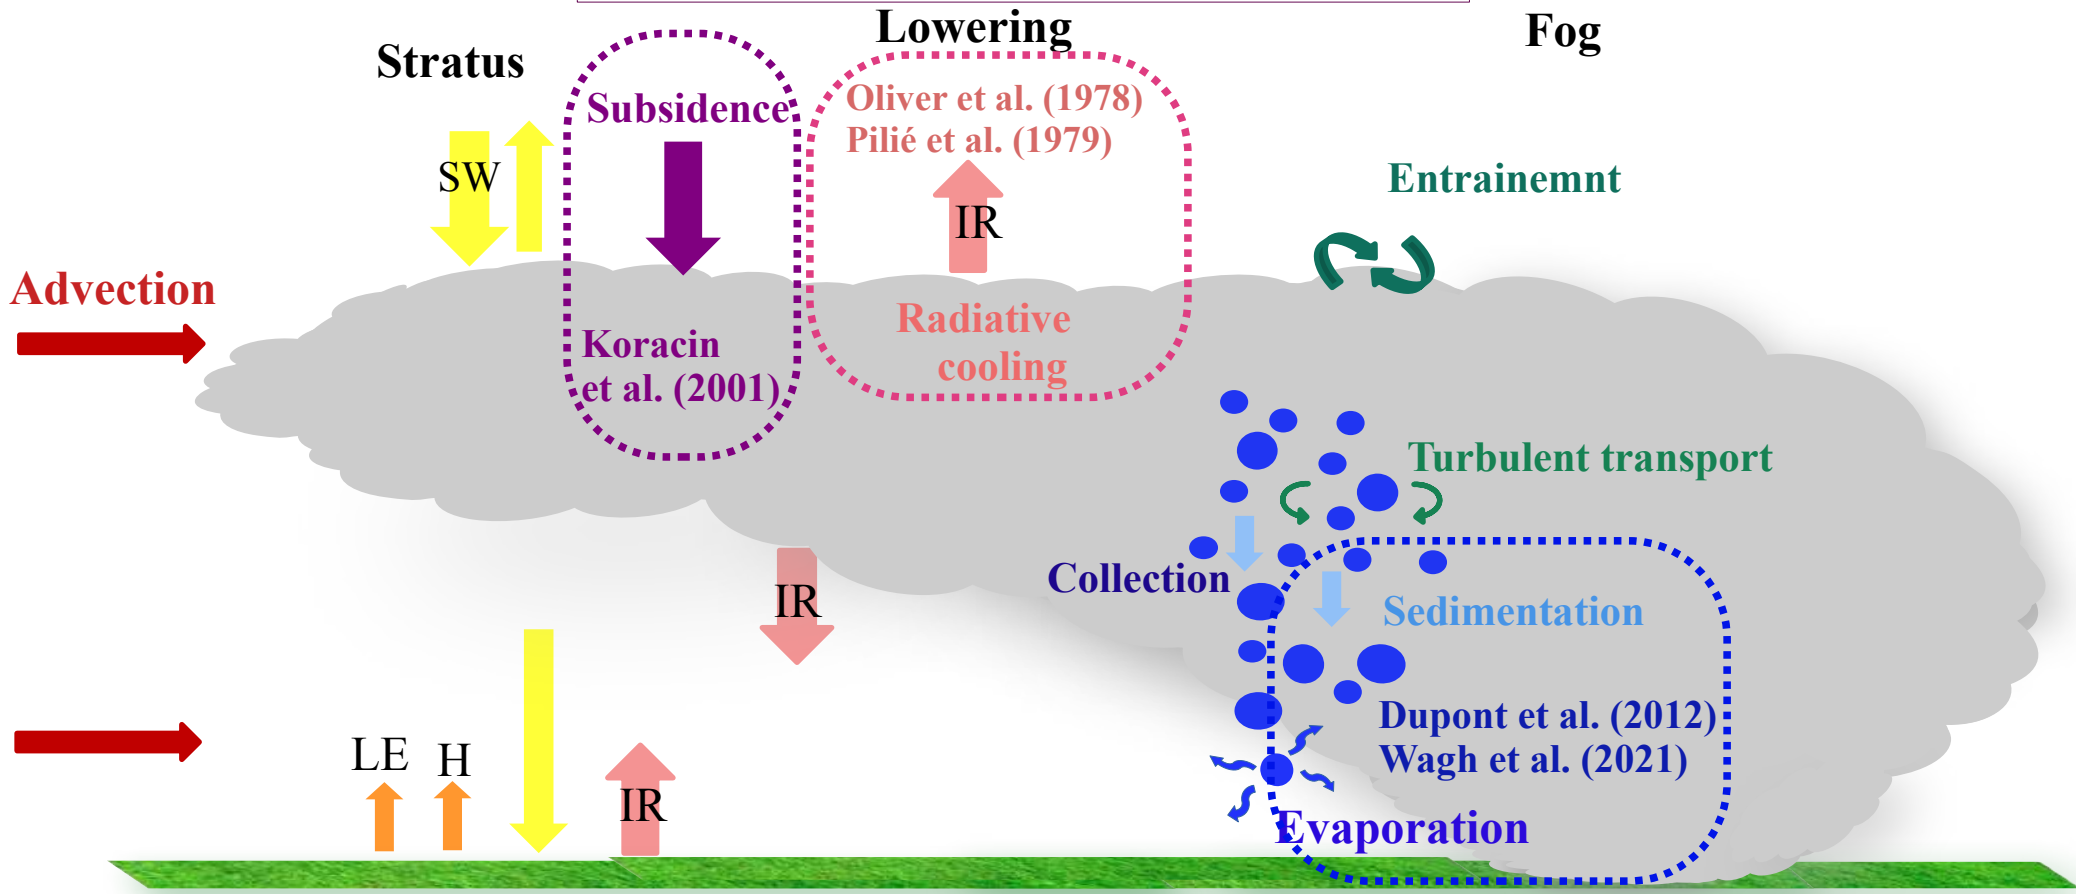 Stratus
Lowering
Fog
Subsidence
Oliver et al. (1978)
Pilié et al. (1979)
SW
IR
Entrainemnt
Advection
Koracin
et al. (2001)
Radiative
cooling
Turbulent transport
Collection
Sedimentation
IR
Dupont et al. (2012)
Wagh et al. (2021)
LE
H
IR
Evaporation